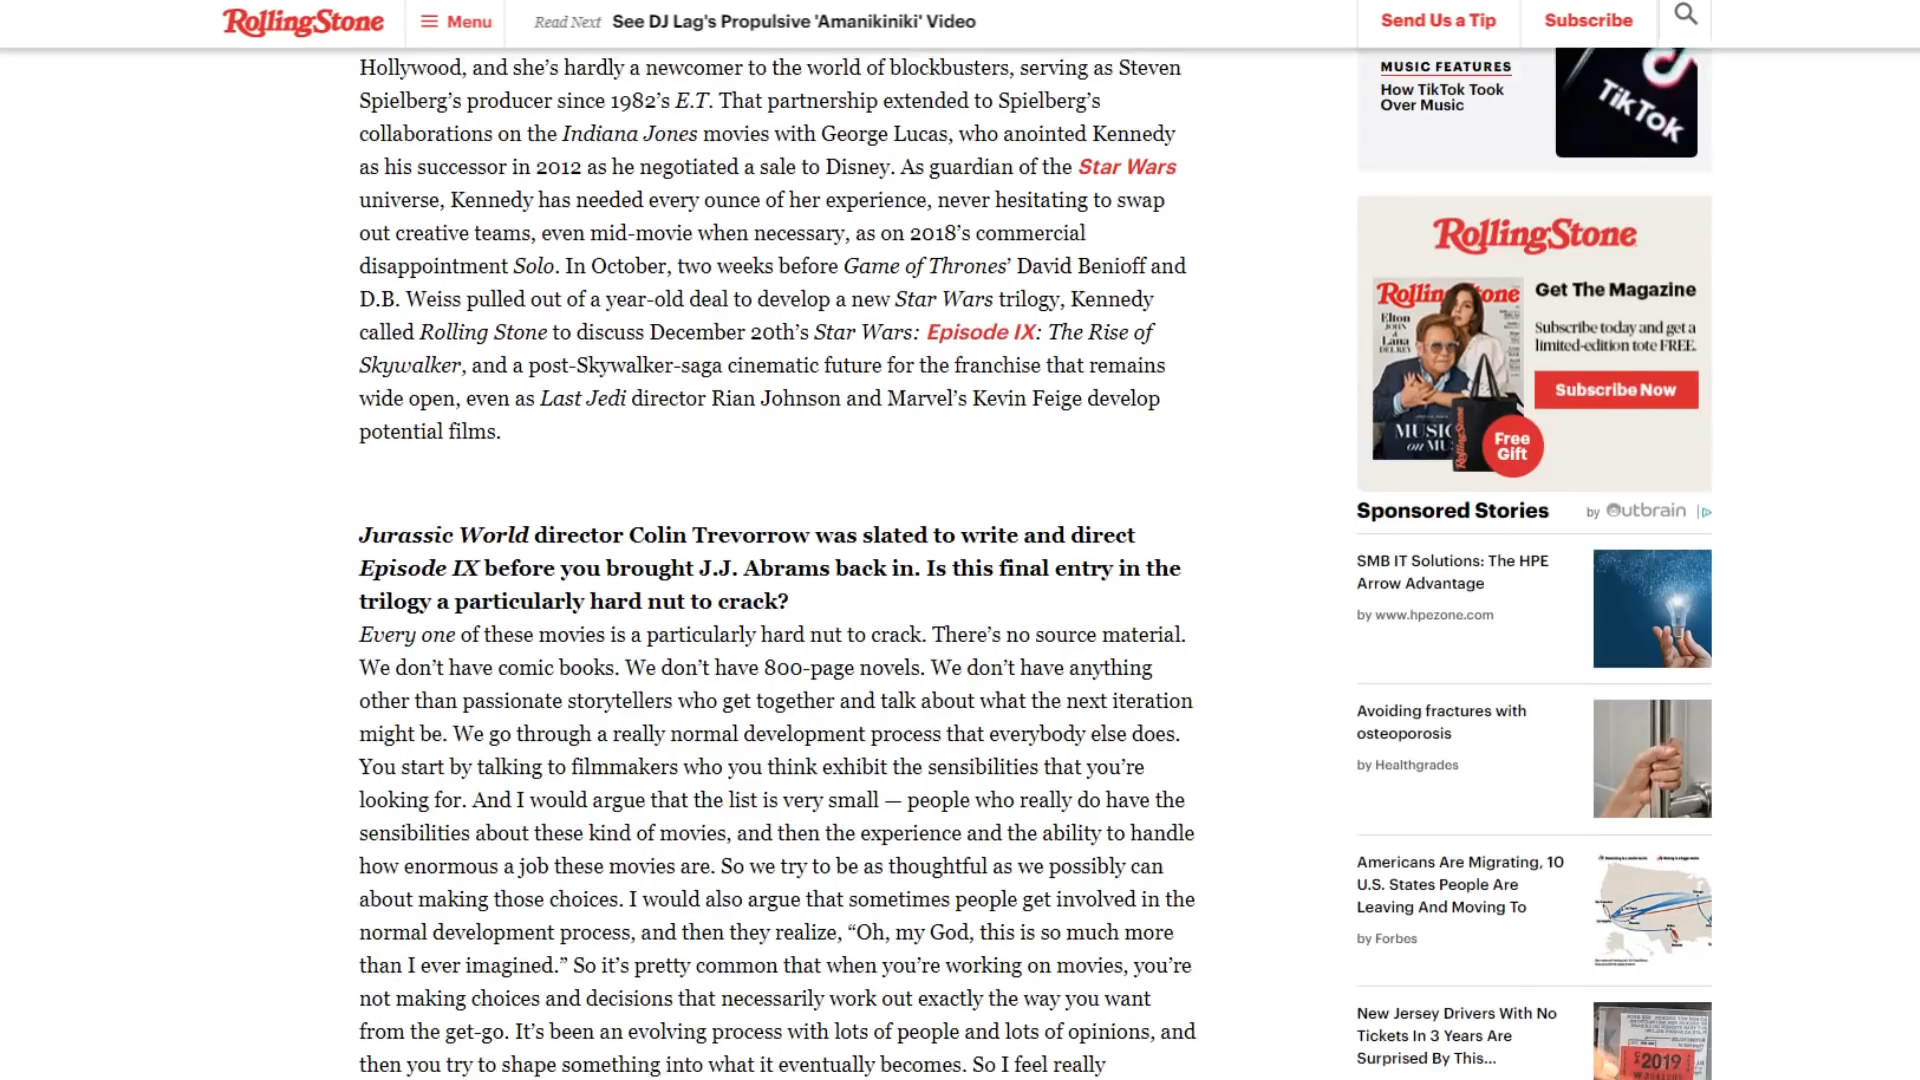 RollingStone
Menu
Read Next See DJ Lag's Propulsive 'Amanikiniki' Video
Send Us a Tip
Subscribe
Hollywood, and she’s hardly a newcomer to the world of blockbusters, serving as Steven
Spielberg’s producer since 1982’s E.T. That partnership extended to Spielberg’s
collaborations on the Indiana Jones movies with George Lucas, who anointed Kennedy
as his successor in 2012 as he negotiated a sale to Disney. As guardian of the Star Wars
universe, Kennedy has needed every ounce of her experience, never hesitating to swap
out creative teams, even mid-movie when necessary, as on 2018’s commercial
disappointment Solo. In October, two weeks before Game of Thrones’ David Benioff and
D.B. Weiss pulled out of a year-old deal to develop a new Star Wars trilogy, Kennedy
called Rolling Stone to discuss December 20th’s Star Wars: Episode IX: The Rise of
Skywalker, and a post-Skywalker-saga cinematic future for the franchise that remains
wide open, even as Last Jedi director Rian Johnson and Marvel’s Kevin Feige develop
potential films.
Jurassic World director Colin Trevorrow was slated to write and direct
Episode IX before you brought J.J. Abrams back in. Is this final entry in the
trilogy a particularly hard nut to crack?
Every one of these movies is a particularly hard nut to crack. There’s no source material.
We don’t have comic books. We don’t have 800-page novels. We don’t have anything
other than passionate storytellers who get together and talk about what the next iteration
might be. We go through a really normal development process that everybody else does.
You start by talking to filmmakers who you think exhibit the sensibilities that you’re
looking for. And I would argue that the list is very small — people who really do have the
sensibilities about these kind of movies, and then the experience and the ability to handle
how enormous a job these movies are. So we try to be as thoughtful as we possibly can
about making those choices. I would also argue that sometimes people get involved in the
normal development process, and then they realize, “Oh, my God, this is so much more
than I ever imagined.” So it’s pretty common that when you’re working on movies, you’re
not making choices and decisions that necessarily work out exactly the way you want
from the get-go. It’s been an evolving process with lots of people and lots of opinions, and
then you try to shape something into what it eventually becomes. So I feel really
MUSIC FEATURES
How TikTok Took
Over Music
TikTok
RollingStone
Elton
JOHN
&
Lana
DEL REY
MUSIC
on MU
RollingStone
Free
Gift
Get The Magazine
Subscribe today and get a
limited-edition tote FREE.
Subscribe Now
Sponsored Stories
by Outbrain
SMB IT Solutions: The HPE
Arrow Advantage
by www.hpezone.com
Avoiding fractures with
osteoporosis
by Healthgrades
Americans Are Migrating, 10
U.S. States People Are
Leaving And Moving To
by Forbes
New Jersey Drivers With No
Tickets In 3 Years Are
Surprised By This...
2019